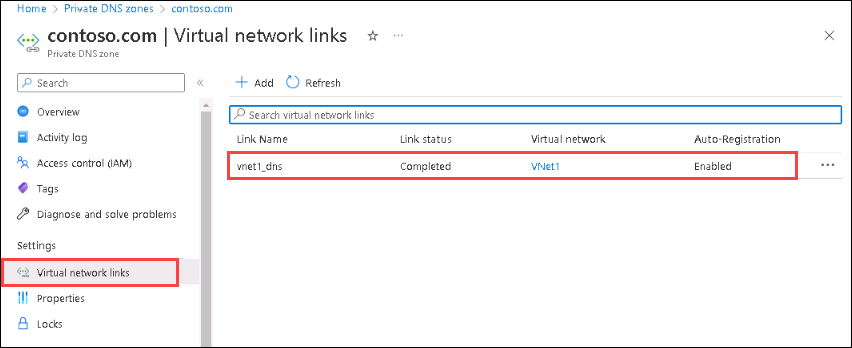 Home > Private DNS zones > contoso.com
contoso.com | Virtual network links
Private DNS zone
Search
Overview
Activity log
Access control (IAM)
Tags
Diagnose and solve problems
Settings
Virtual network links
Properties
Locks
Add Refresh
Search virtual network links
Link Name Link status Virtual network Auto-Registration
vnet1_dns Completed VNet1 Enabled